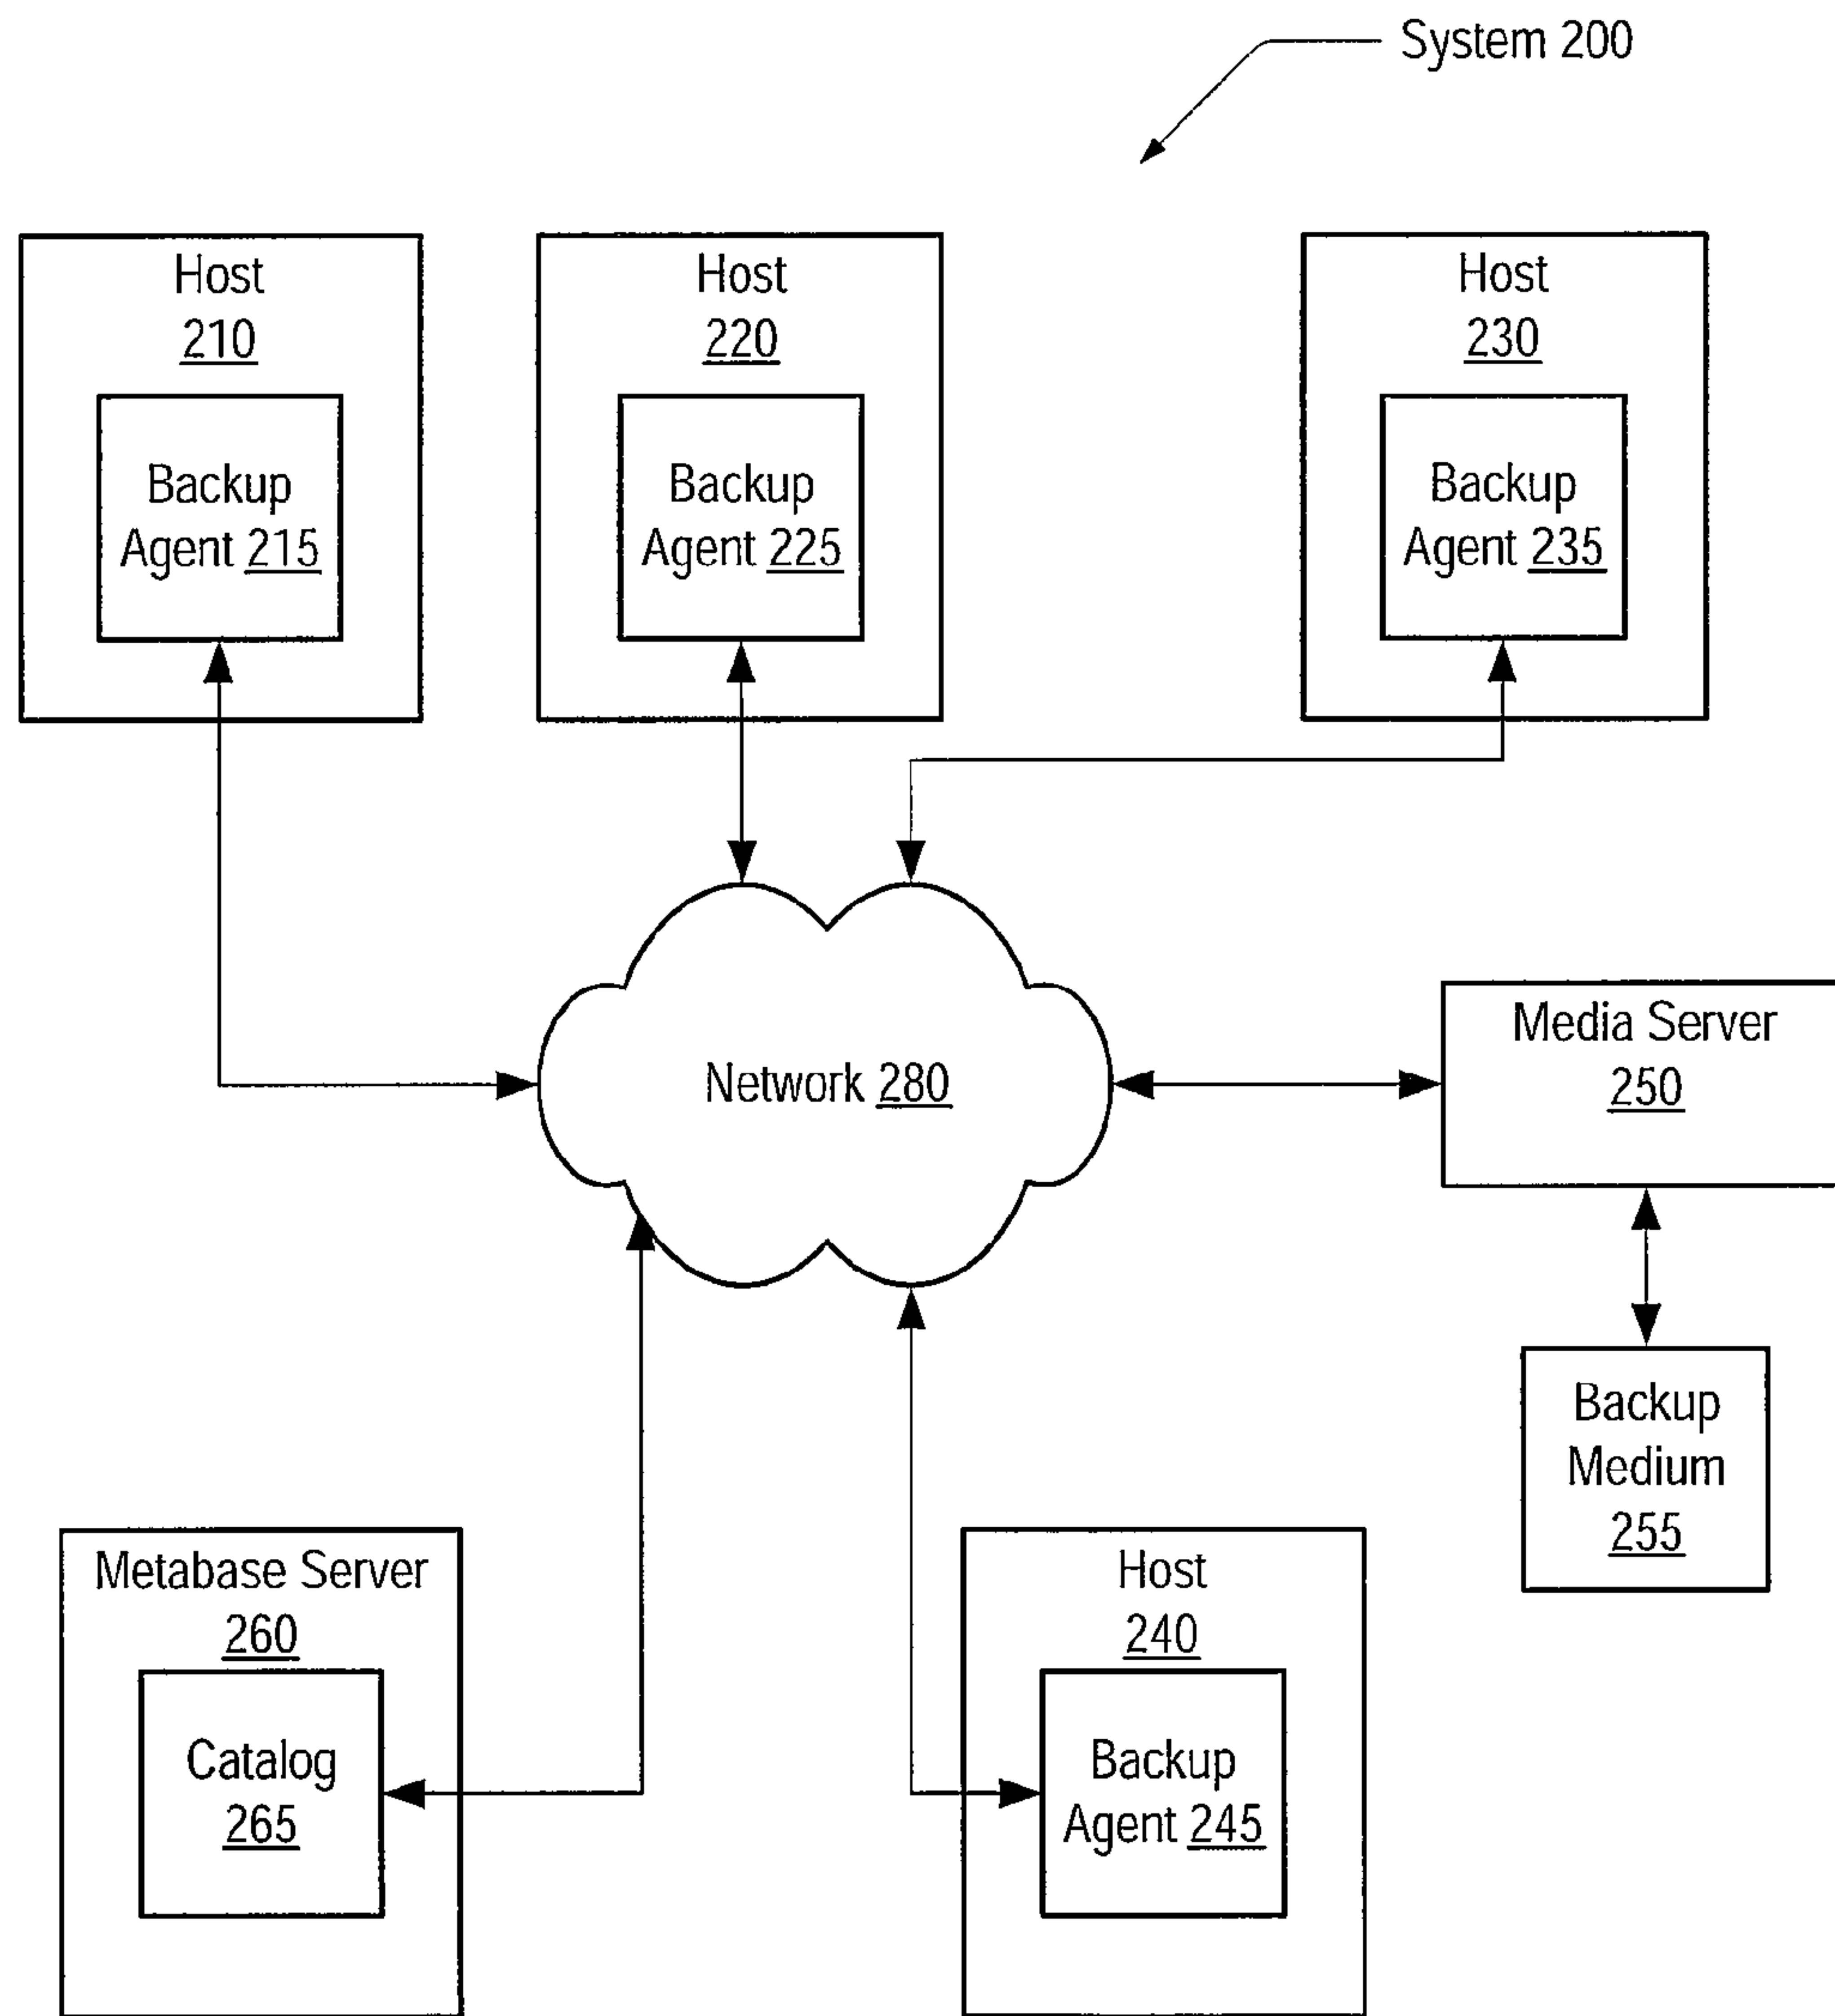 System 200
Host
210
Backup
Agent 215
Host
220
Backup
Agent 225
Host
230
Backup
Agent 235
Network 280
Media Server
250
Backup
Medium
255
Metabase Server
260
Catalog
265
Host
240
Backup
Agent 245